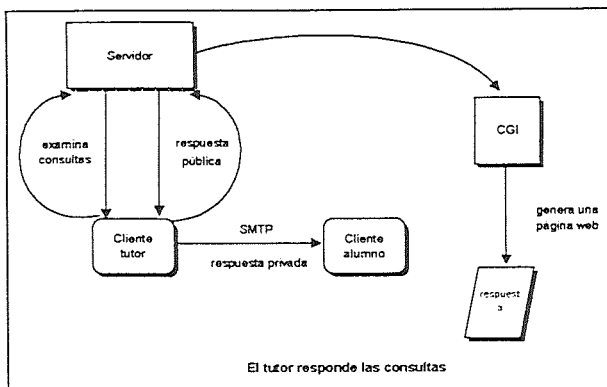 Servidor
examina
consultas
respuesta
pública
CGI
genera una
pagina web
Cliente
tutor
SMTP
respuesta privada
Cliente
alumno
respuest
a
El tutor responde las consultas